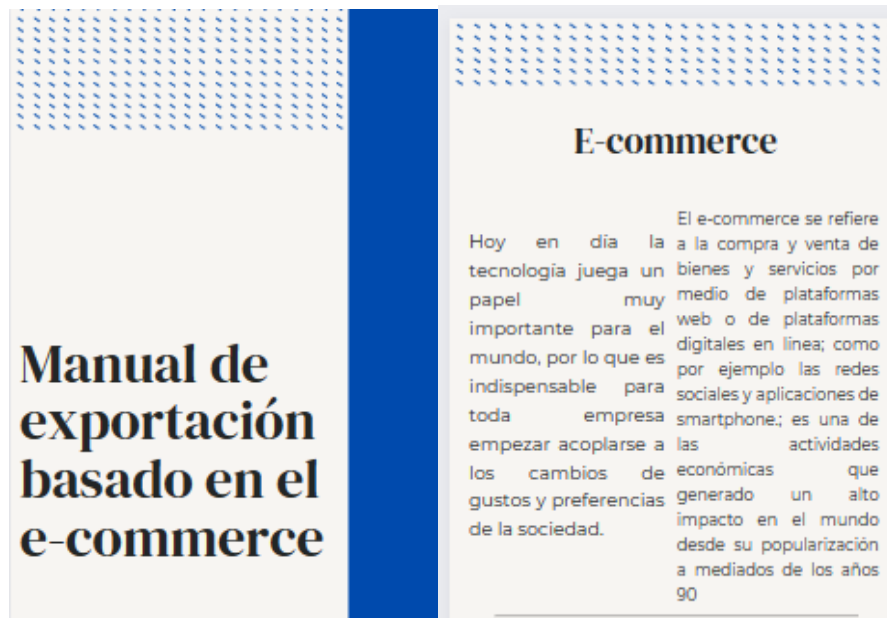 Manual de
exportación
basado en el
e-commerce
E-commerce
Hoy en día la
tecnología juega un
papel muy
importante para el
mundo, por lo que es
indispensable para
toda empresa
empezar acoplarse a
los cambios de
gustos y preferencias
de la sociedad.
El e-commerce se refiere
a la compra y venta de
bienes y servicios por
medio de plataformas
web o de plataformas
digitales en linea; como
por ejemplo las redes
sociales y aplicaciones de
smartphone.; es una de
las actividades
económicas que
generado un alto
impacto en el mundo
desde su popularización
a mediados de los años
90